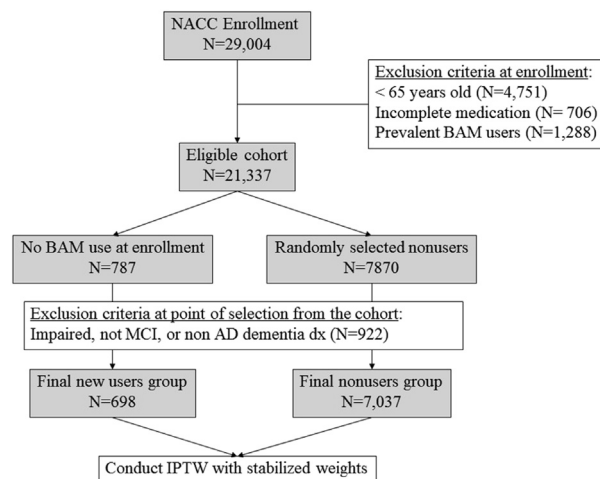 NACC Enrollment
N=29,004
Exclusion criteria at enrollment:
< 65 years old (N=4,751)
Incomplete medication (N= 706)
Prevalent BAM users (N=1,288)
Eligible cohort
N=21,337
No BAM use at enrollment
N=787
Randomly selected nonusers
N=7870
Exclusion criteria at point of selection from the cohort:
Impaired, not MCI, or non AD dementia dx (N=922)
Final new users group
N=698
Final nonusers group
N=7,037
Conduct IPTW with stabilized weights